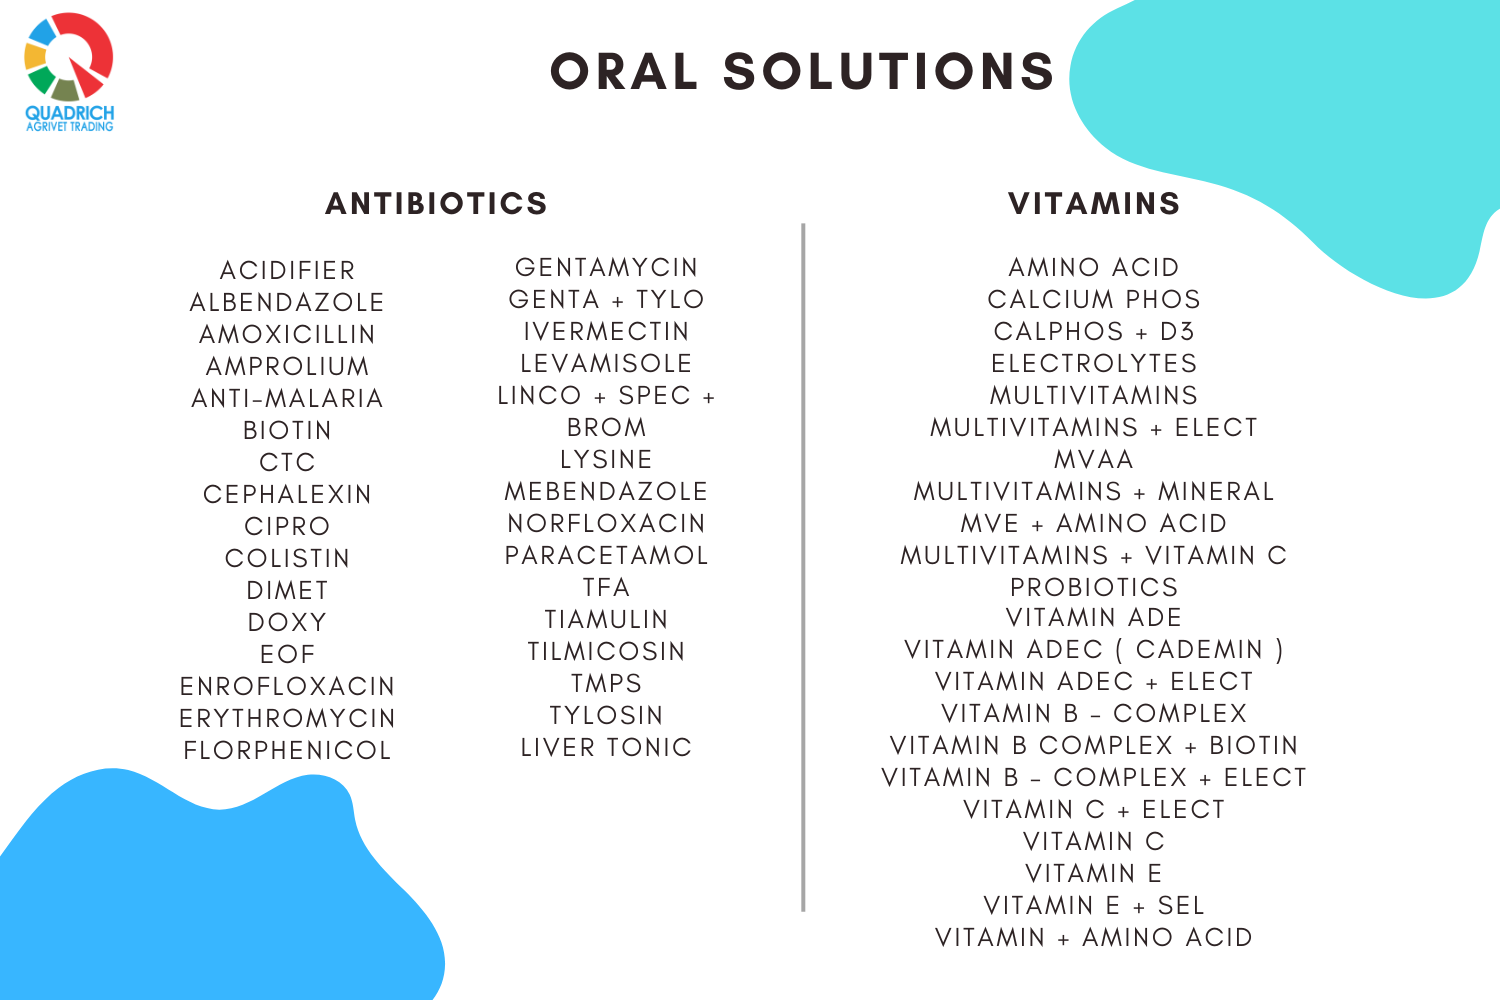 QUADRICH
AGRIVET TRADING
ORAL SOLUTIONS
ANTIBIOTICS
ACIDIFIER
ALBENDAZOLE
AMOXICILLIN
AMPROLIUM
ANTI-MALARIA
BIOTIN
CTC
CEPHALEXIN
CIPRO
COLISTIN
DIMET
DOXY
EOF
ENROFLOXACIN
ERYTHROMYCIN
FLORPHENICOL
GENTAMYCIN
GENTA + TYLO
IVERMECTIN
LEVAMISOLE
LINCO + SPEC +
BROM
LYSINE
MEBENDAZOLE
NORFLOXACIN
PARACETAMOL
TFA
TIAMULIN
TILMICOSIN
TMPS
TYLOSIN
LIVER TONIC
VITAMINS
AMINO ACID
CALCIUM PHOS
CALPHOS + D3
ELECTROLYTES
MULTIVITAMINS
MULTIVITAMINS + ELECT
MVAA
MULTIVITAMINS + MINERAL
MVE + AMINO ACID
MULTIVITAMINS + VITAMIN C
PROBIOTICS
VITAMIN ADE
VITAMIN ADEC ( CADEMIN )
VITAMIN ADEC + ELECT
VITAMIN B - COMPLEX
VITAMIN B COMPLEX + BIOTIN
VITAMIN B - COMPLEX + ELECT
VITAMIN C + ELECT
VITAMIN C
VITAMIN E
VITAMIN E + SEL
VITAMIN + AMINO ACID